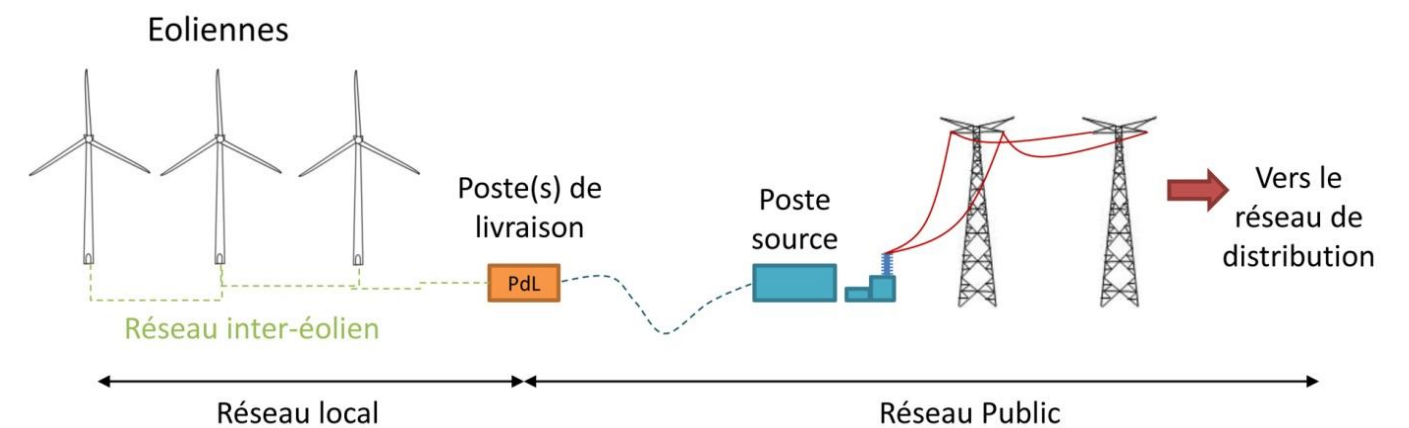 Eoliennes
Poste(s) de
livraison
PdL
Poste
source
Vers le
réseau de
distribution
Réseau inter-éolien
Réseau local
Réseau Public